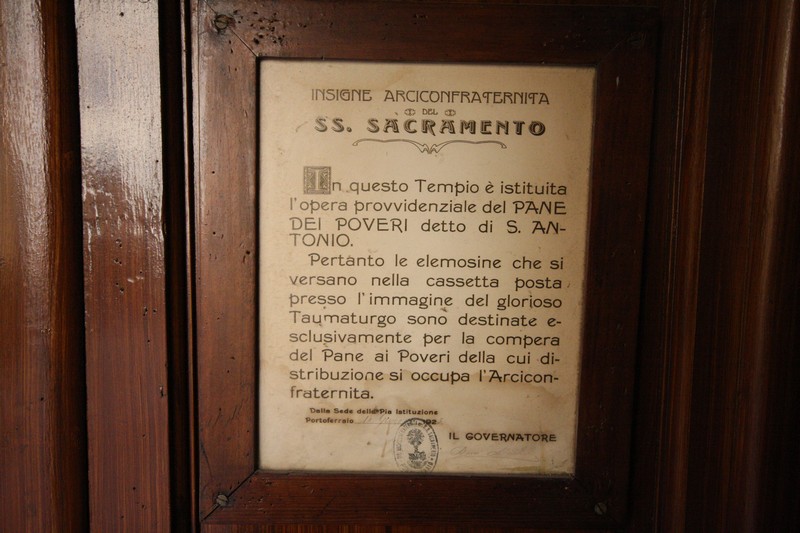 INSIGNE ARCICONFRATERNITA
DEL
SS. SACRAMENTO
In questo Tempio è istituita
l'opera provvidenziale del PANE
DEI POVERI detto di S. AN-
TONIO.
Pertanto le elemosine che si
versano nella cassetta posta
presso l'immagine del glorioso
Taumaturgo sono destinate e-
sclusivamente per la compera
del Pane ai Poveri della cui di-
stribuzione si occupa l'Arcicon-
fraternita.
Dalla Sede della Pia Istituzione
Portoferraio 192
IL GOVERNATORE